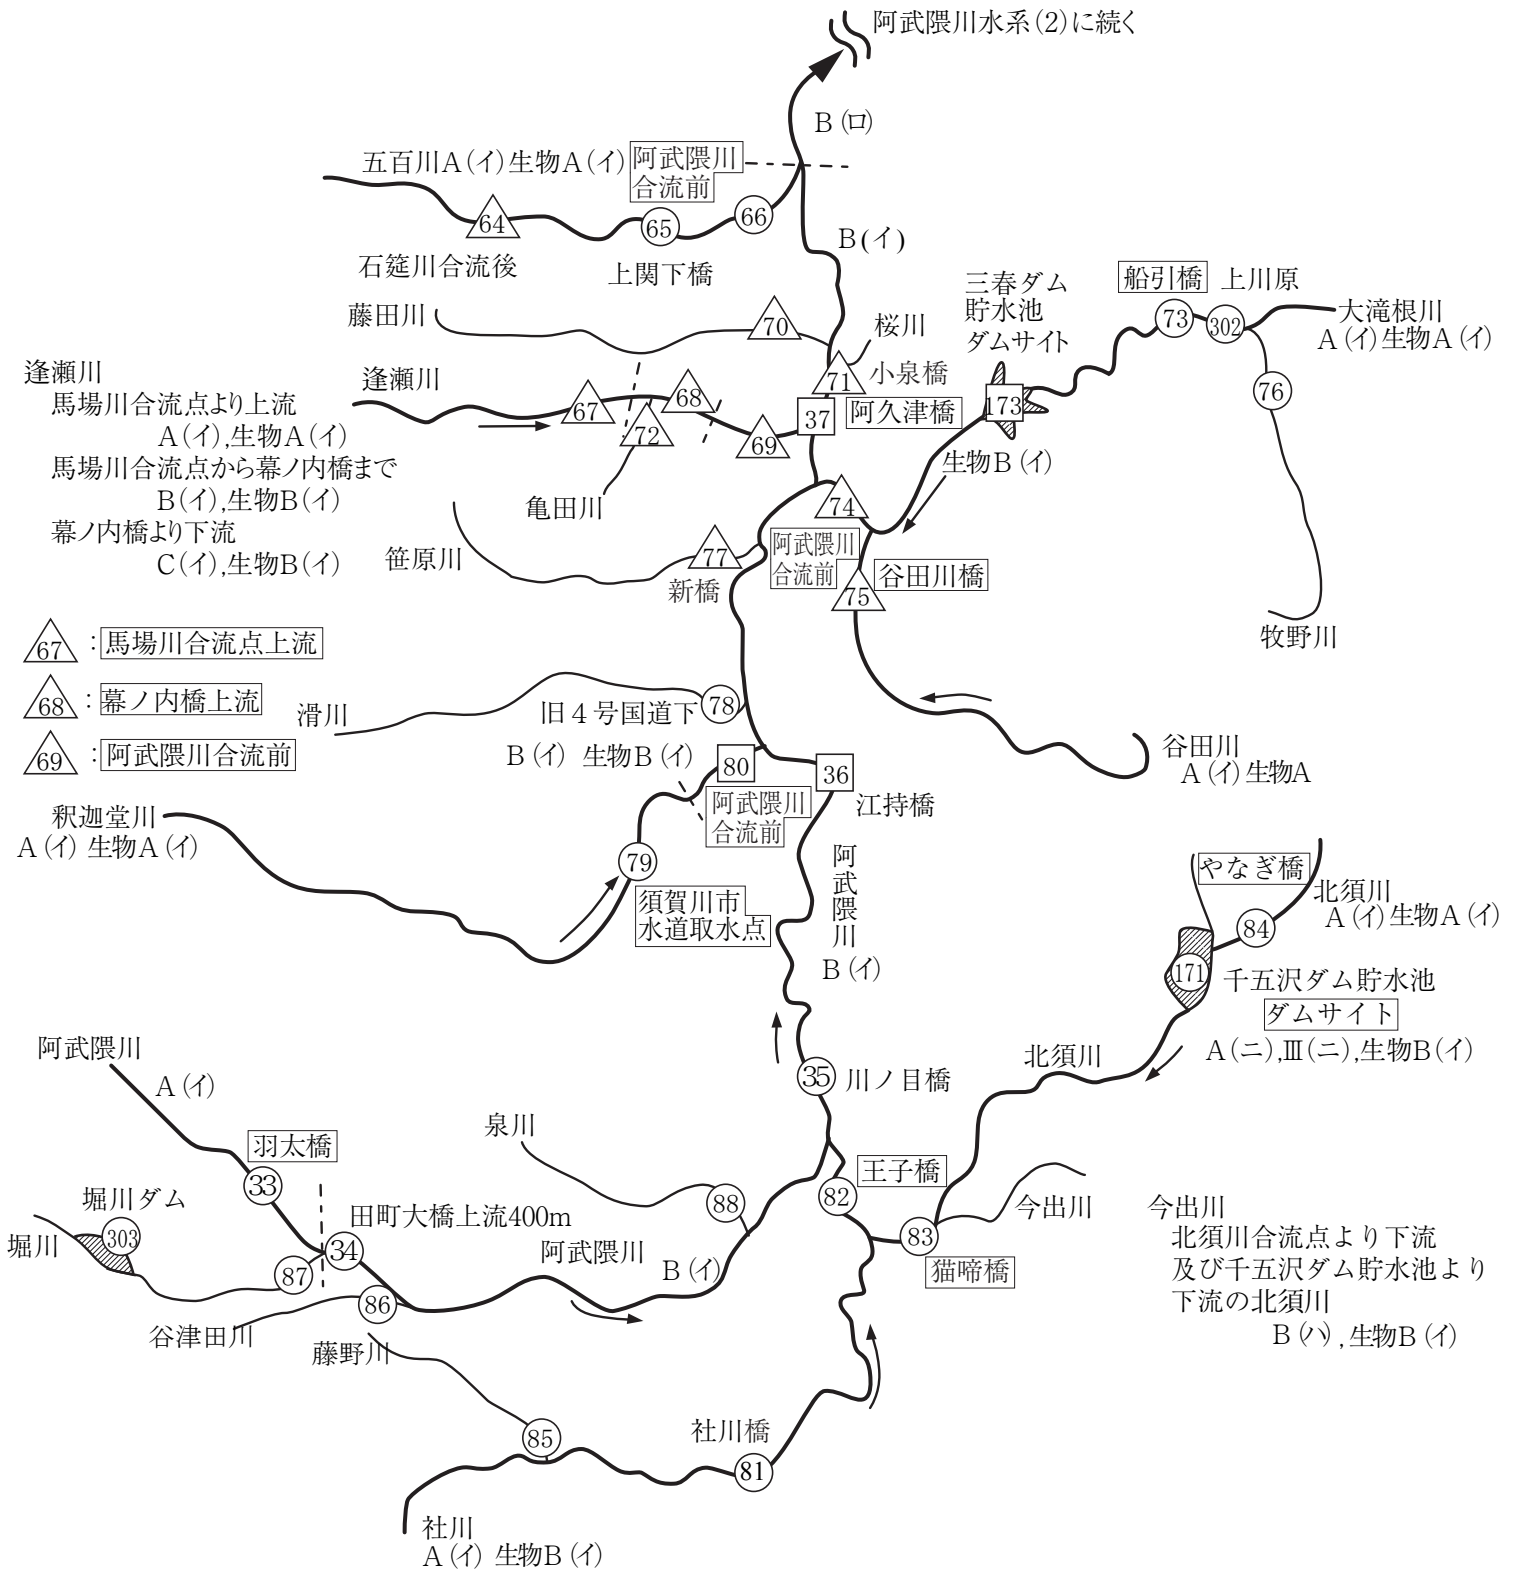 阿武隈川水系(2)に続く
B(ロ)
五百川A(イ)生物A(イ)
阿武隈川
合流前
64
65
66
石筵川合流後
上関下橋
B(イ)
三春ダム
貯水池
ダムサイト
船引橋
上川原
73
302
大滝根川
A(イ)生物A(イ)
藤田川
70
桜川
71
小泉橋
逢瀬川
馬場川合流点より上流
A(イ),生物A(イ)
馬場川合流点から幕ノ内橋まで
B(イ),生物B(イ)
幕ノ内橋より下流
C(イ),生物B(イ)
逢瀬川
67
68
72
69
37
阿久津橋
173
76
生物B(イ)
亀田川
74
笹原川
77
新橋
阿武隈川
合流前
谷田川橋
75
牧野川
67:馬場川合流点上流
68:幕ノ内橋上流
69:阿武隈川合流前
滑川
旧4号国道下
78
B(イ) 生物B(イ)
80
36
江持橋
谷田川
A(イ)生物A
阿武隈川
合流前
釈迦堂川
A(イ)生物A(イ)
79
須賀川市
水道取水点
阿武隈川
B(イ)
やなぎ橋
北須川
A(イ)生物A(イ)
84
171
千五沢ダム貯水池
ダムサイト
A(ニ),Ⅲ(ニ),生物B(イ)
北須川
阿武隈川
A(イ)
35
川ノ目橋
泉川
羽太橋
33
王子橋
82
88
83
猫啼橋
今出川
堀川ダム
303
堀川
87
34
田町大橋上流400m
阿武隈川
B(イ)
86
谷津田川
藤野川
今出川
北須川合流点より下流
及び千五沢ダム貯水池より
下流の北須川
B(ハ),生物B(イ)
85
社川橋
81
社川
A(イ) 生物B(イ)